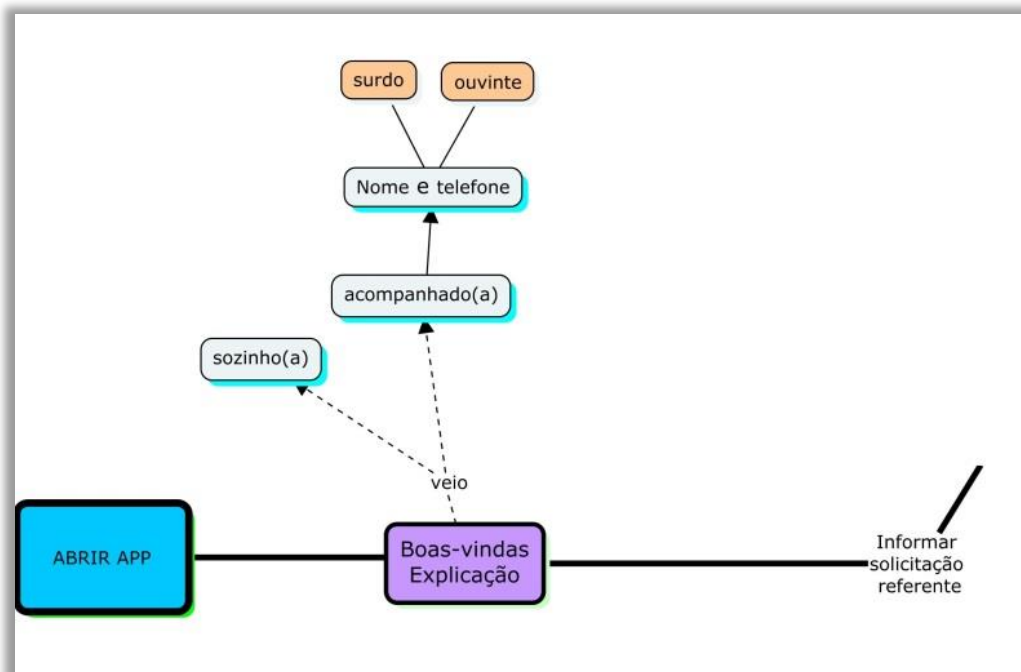 surdo
ouvinte
Nome e telefone
acompanhado(a)
sozinho(a)
veio
ABRIR APP
Boas-vindas
Explicação
Informar
solicitação
referente